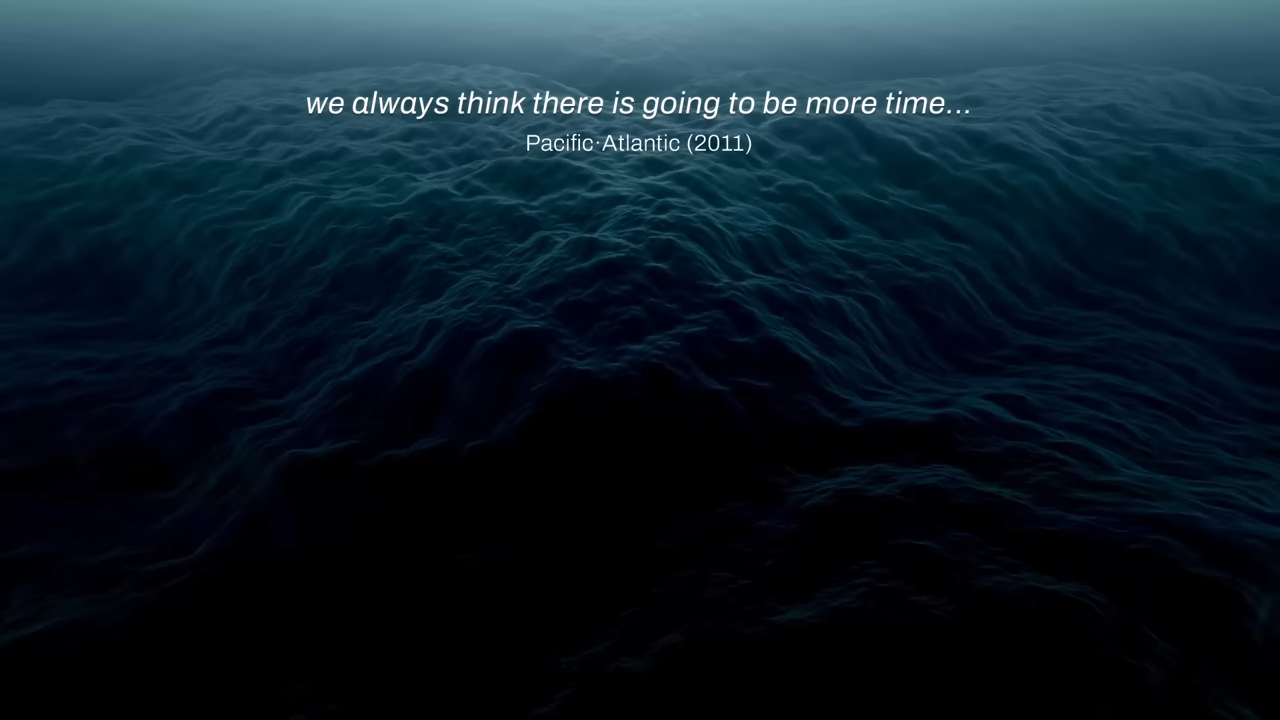 we always think there is going to be more time...
Pacific·Atlantic (2011)